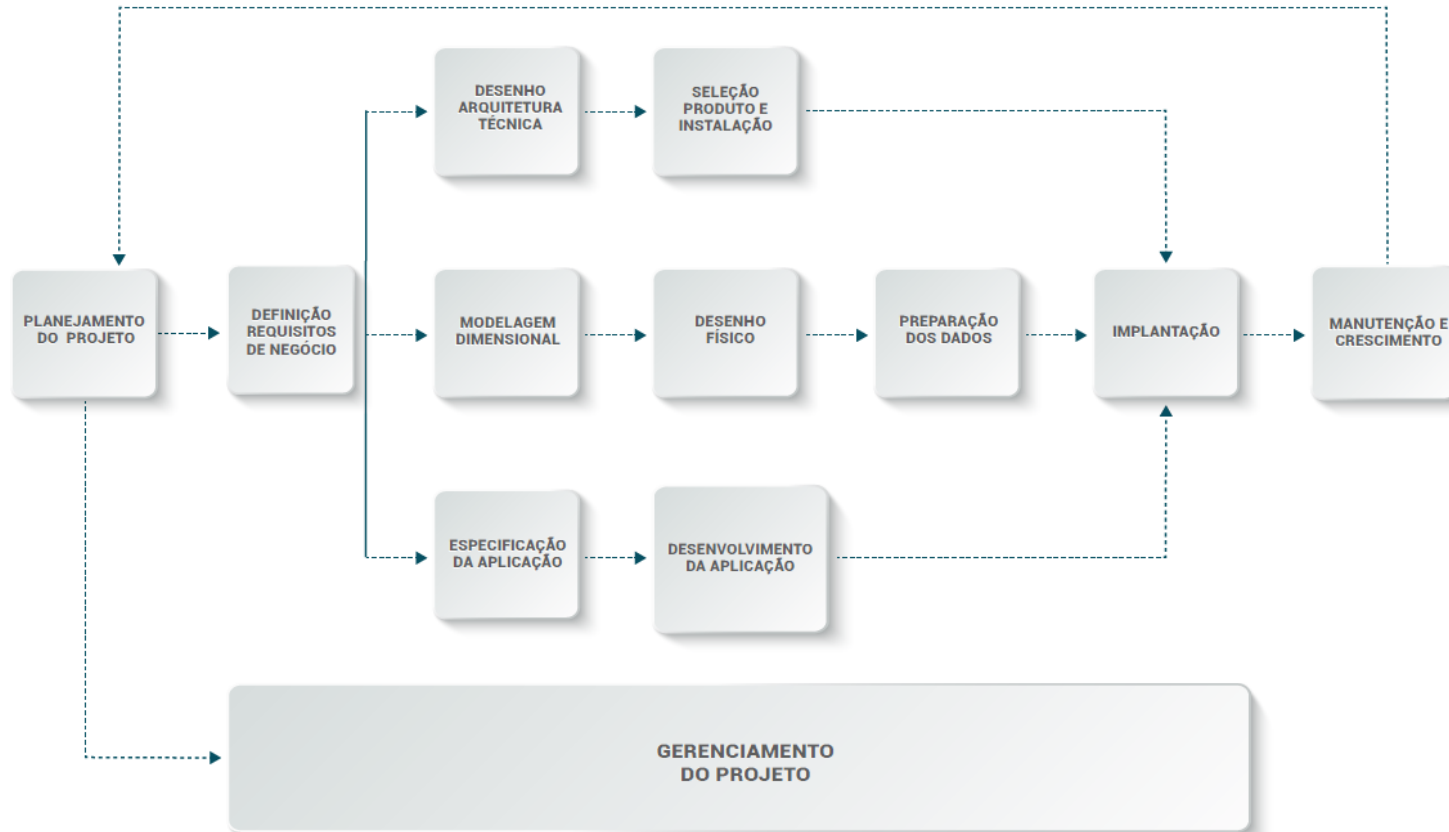 DESENHO
ARQUITETURA
TÉCNICA
SELEÇÃO
PRODUTO E
INSTALAÇÃO
PLANEJAMENTO
DO PROJETO
DEFINIÇÃO
REQUISITOS
DE NEGÓCIO
MODELAGEM
DIMENSIONAL
DESENHO
FÍSICO
PREPARAÇÃO
DOS DADOS
IMPLANTAÇÃO
MANUTENÇÃO E
CRESCIMENTO
ESPECIFICAÇÃO
DA APLICAÇÃO
DESENVOLVIMENTO
DA APLICAÇÃO
GERENCIAMENTO
DO PROJETO